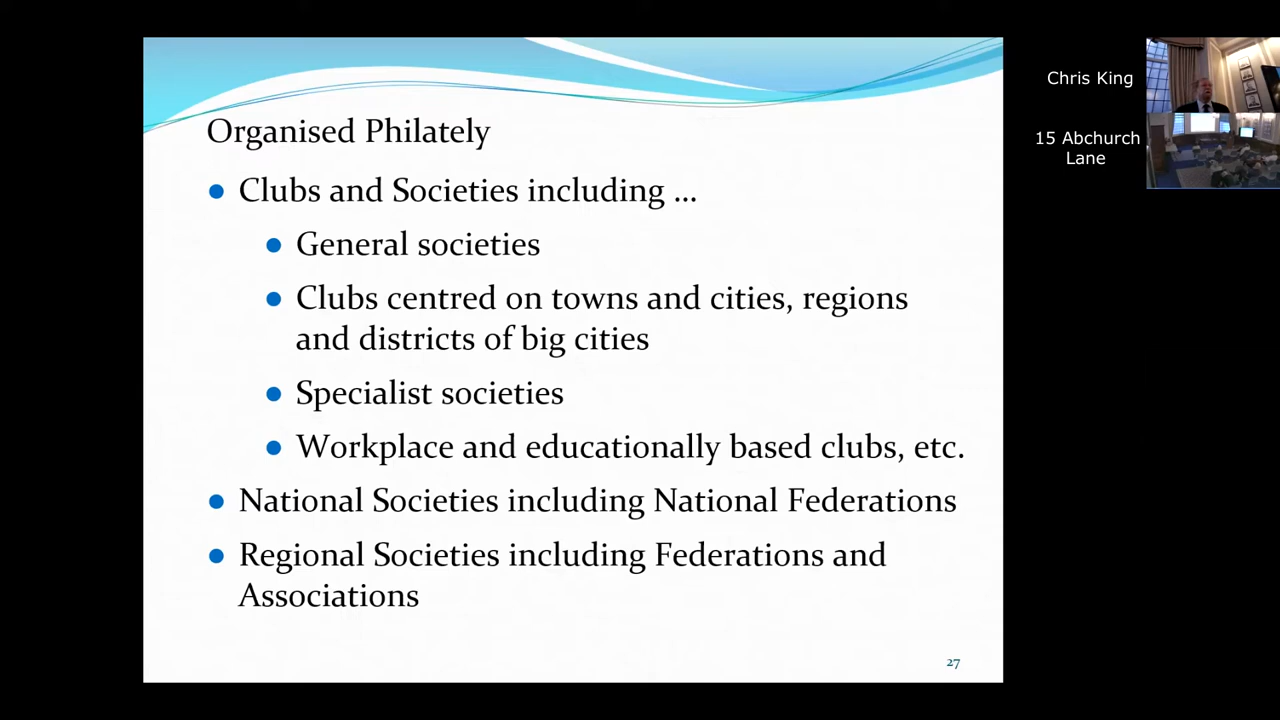 Organised Philately
Clubs and Societies including ...
General societies
Clubs centred on towns and cities, regions
and districts of big cities
Specialist societies
Workplace and educationally based clubs, etc.
National Societies including National Federations
Regional Societies including Federations and
Associations
27
Chris King
15 Abchurch
Lane